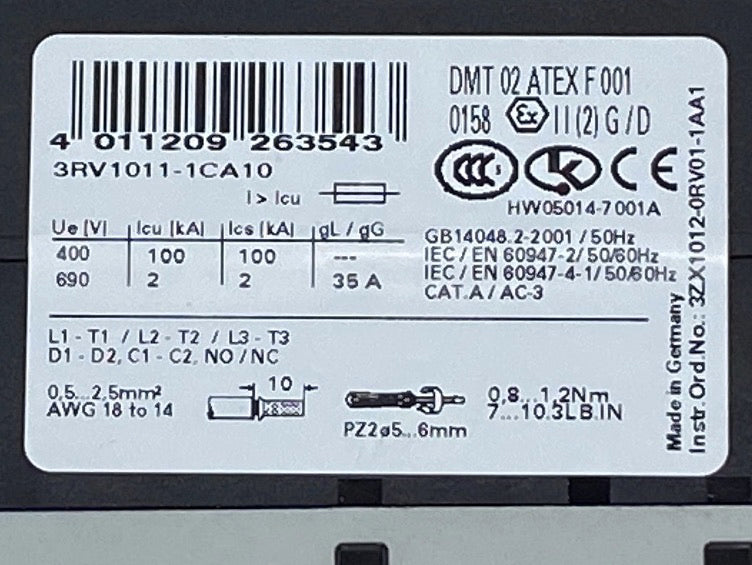 4 011209 263543
3RV1011-1CA10
I > Icu
Ue [V] Icu [kA] Ics [kA] gL / gG
400 100 100 ---
690 2 2 35 A
DMT 02 ATEX F 001
0158 Ex II (2) G / D
CCC S CE
HW05014-7001A
GB14048.2-2001 / 50Hz
IEC / EN 60947-2/ 50/60Hz
IEC / EN 60947-4-1/ 50/60Hz
CAT.A / AC-3
L1 - T1 / L2 - T2 / L3 - T3
D1 - D2, C1 - C2, NO / NC
0,5...2,5mm²
AWG 18 to 14
10
PZ2 ø5...6mm
0,8...1,2Nm
7...10.3LB.IN
Made in Germany
Instr. Ord.No.: 3ZX1012-0RV01-1AA1